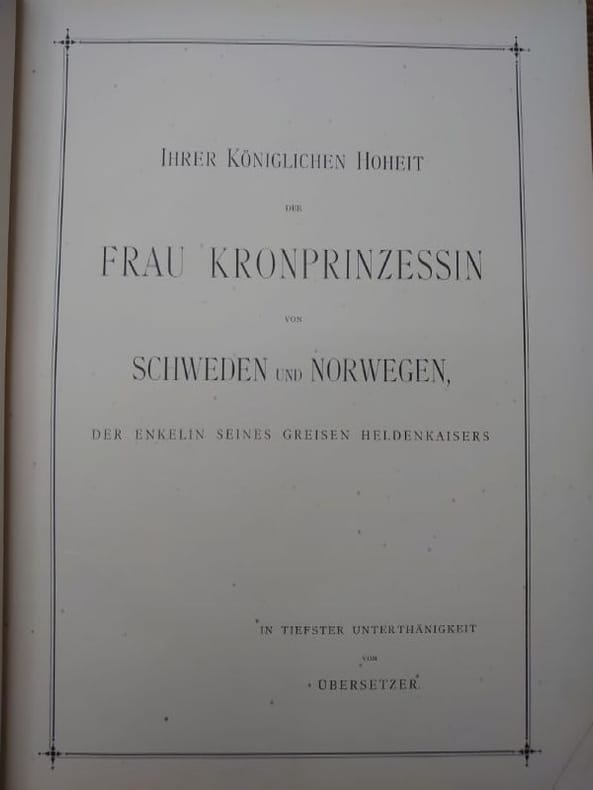 IHRER KÖNIGLICHEN HOHEIT
DER
FRAU KRONPRINZESSIN
VON
SCHWEDEN UND NORWEGEN,
DER ENKELIN SEINES GREISEN HELDENKAISERS
IN TIEFSTER UNTERTHÄNIGKEIT
VOM
ÜBERSETZER.